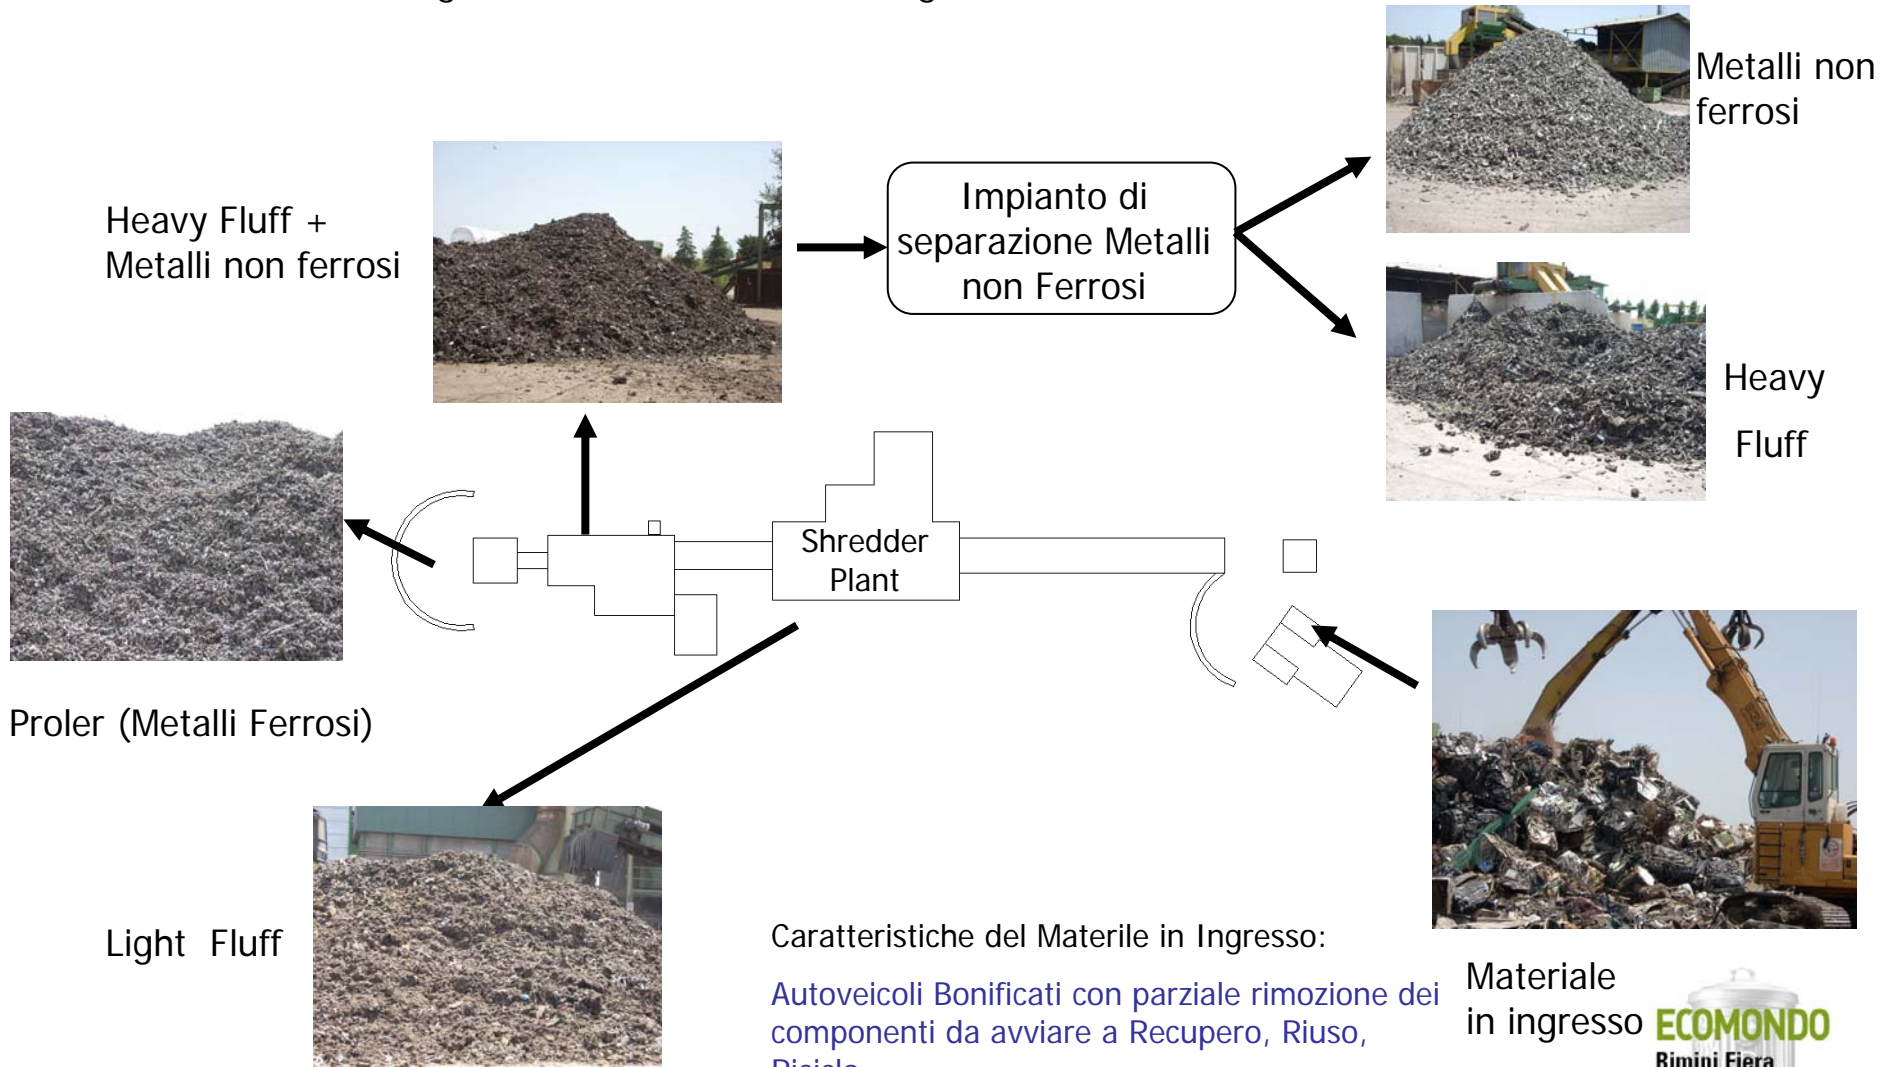 Metalli non
ferrosi
Impianto di
separazione Metalli
non Ferrosi
Heavy Fluff +
Metalli non ferrosi
Heavy
Fluff
Shredder
Plant
Proler (Metalli Ferrosi)
Light Fluff
Caratteristiche del Materile in Ingresso:
Autoveicoli Bonificati con parziale rimozione dei
componenti da avviare a Recupero, Riuso,
Materiale
in ingresso
ECOMONDO
Rimini Fiera